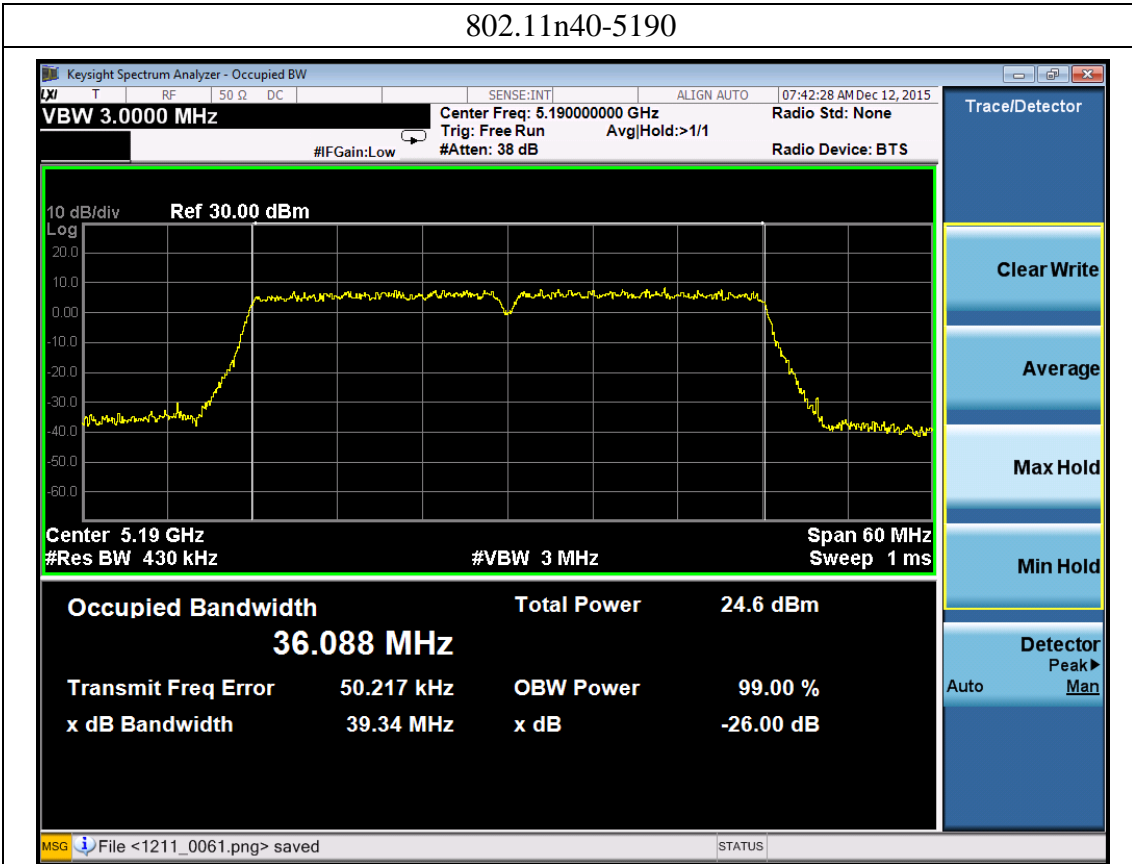 802.11n40-5190
Keysight Spectrum Analyzer - Occupied BW
LXI T RF 50 Ω DC SENSE:INT ALIGN AUTO 07:42:28 AM Dec 12, 2015
VBW 3.0000 MHz Center Freq: 5.190000000 GHz Radio Std: None
Trig: Free Run Avg|Hold:>1/1
#IFGain:Low #Atten: 38 dB Radio Device: BTS
10 dB/div Ref 30.00 dBm
Log
20.0
10.0
0.00
-10.0
-20.0
-30.0
-40.0
-50.0
-60.0
Center 5.19 GHz Span 60 MHz
#Res BW 430 kHz #VBW 3 MHz Sweep 1 ms
Occupied Bandwidth Total Power 24.6 dBm
36.088 MHz
Transmit Freq Error 50.217 kHz OBW Power 99.00 %
x dB Bandwidth 39.34 MHz x dB -26.00 dB
Trace/Detector
Clear Write
Average
Max Hold
Min Hold
Detector
Peak▶
Auto Man
MSG File <1211_0061.png> saved STATUS